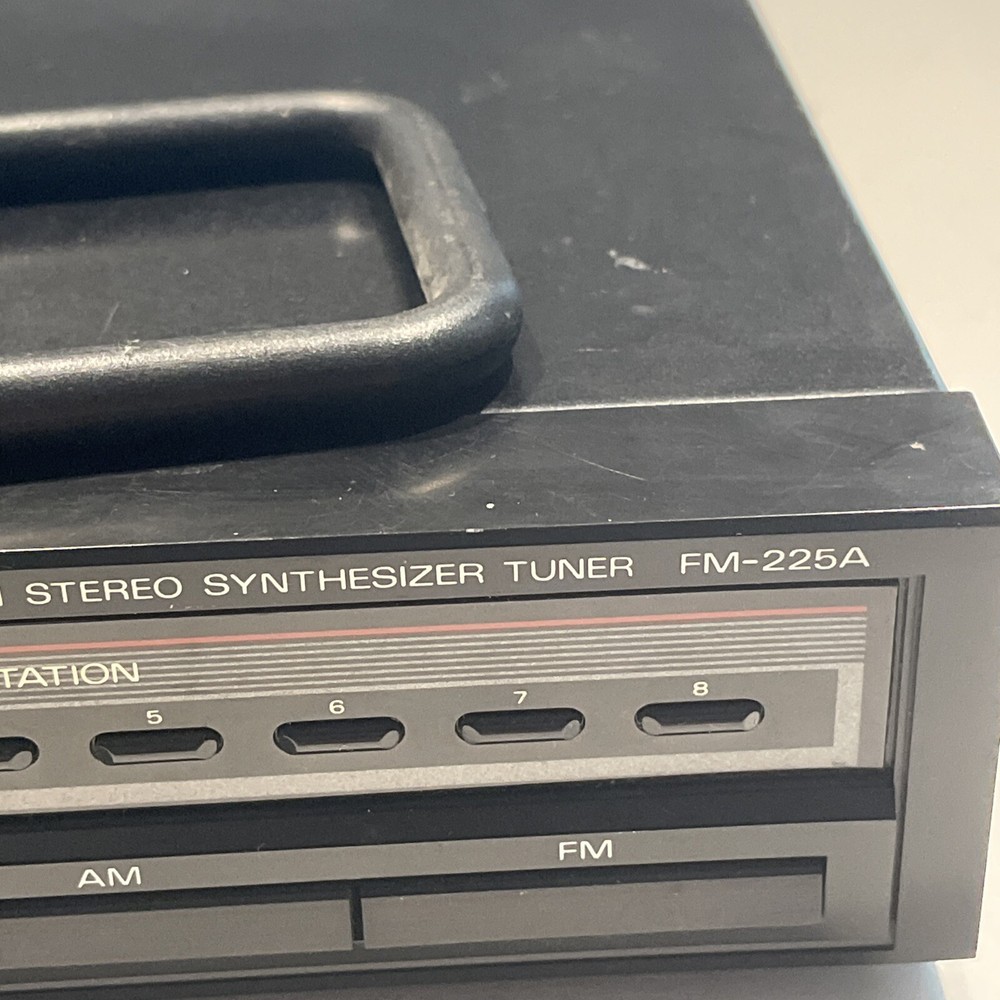 STEREO SYNTHESIZER TUNER FM-225A
TATION
5 6 7 8
AM FM